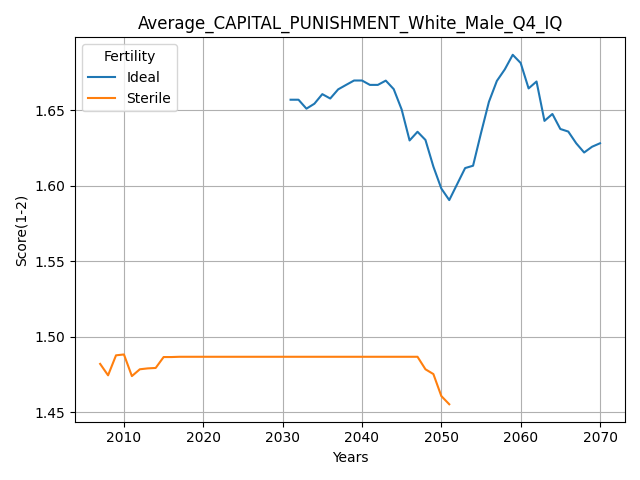 Average_CAPITAL_PUNISHMENT_White_Male_Q4_IQ
Fertility
Ideal
Sterile
Score(1-2)
1.65
1.60
1.55
1.50
1.45
2010 2020 2030 2040 2050 2060 2070
Years